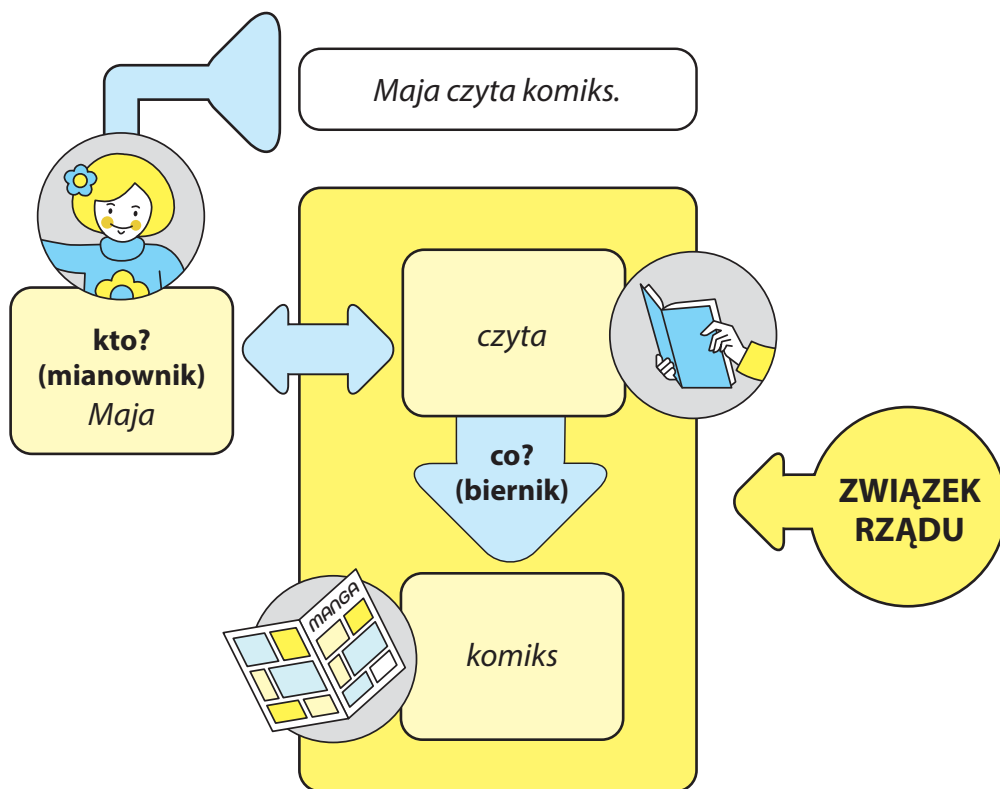 Maja czyta komiks.
kto?
(mianownik)
Maja
czyta
co?
(biernik)
ZWIĄZEK
RZĄDU
MANGA
komiks